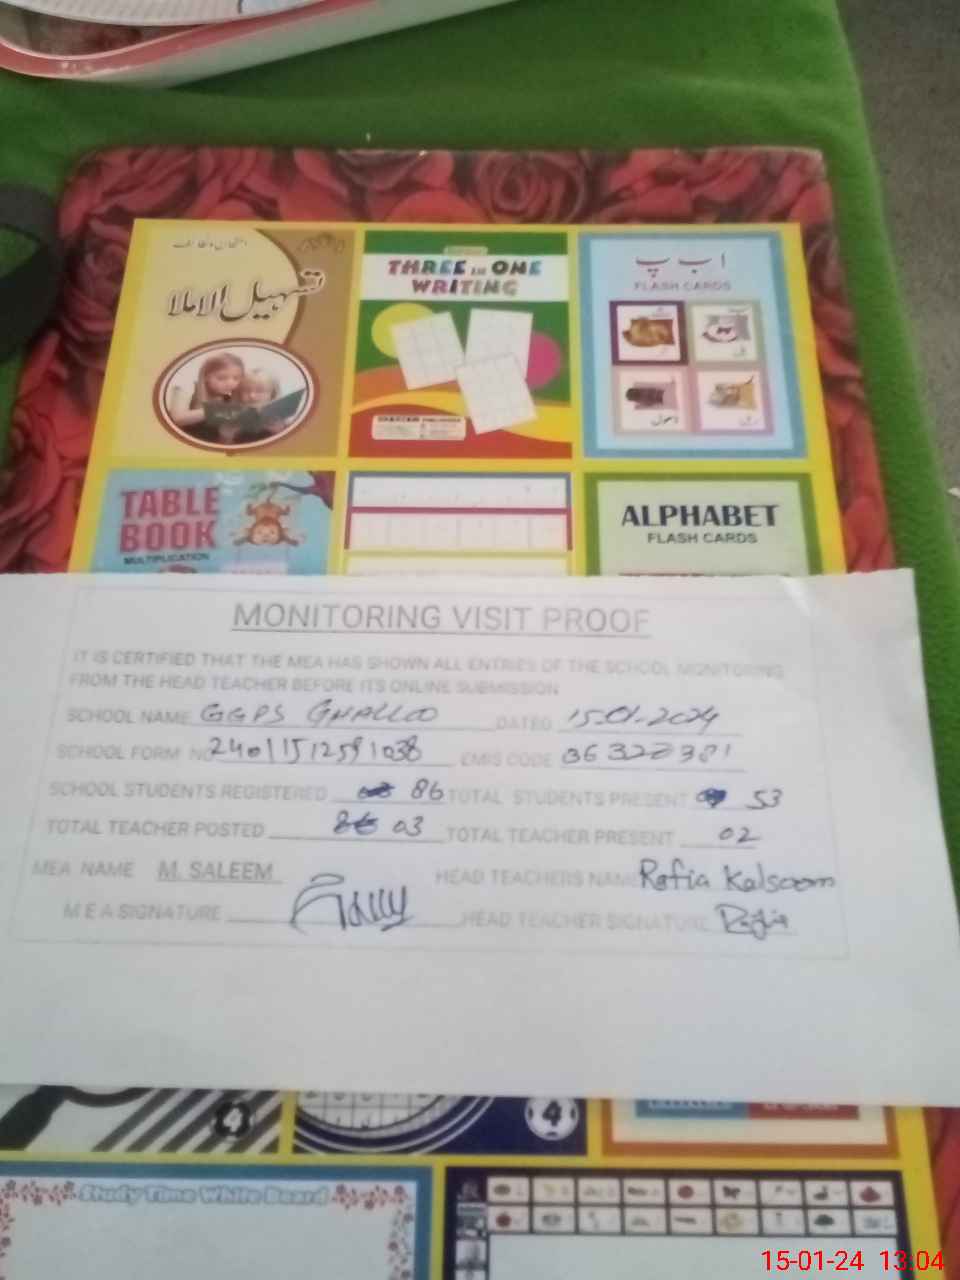 تسہیل الاملا
THREE in ONE
WRITING
ا ب پ
FLASH CARDS
TABLE
BOOK
MULTIPLICATION
ALPHABET
FLASH CARDS
MONITORING VISIT PROOF
IT IS CERTIFIED THAT THE MEA HAS SHOWN ALL ENTRIES OF THE SCHOOL MONITORING
FROM THE HEAD TEACHER BEFORE ITS ONLINE SUBMISSION
SCHOOL NAME GGPS GHALLOO DATED 15-01-2024
SCHOOL FORM NO 24011512591038 EMIS CODE
SCHOOL STUDENTS REGISTERED 86 TOTAL STUDENTS PRESENT 53
TOTAL TEACHER POSTED 03 TOTAL TEACHER PRESENT 02
MEA NAME M. SALEEM HEAD TEACHERS NAME Rafia Kalsoom
M.E A SIGNATURE HEAD TEACHER SIGNATURE Rafia
4
4
Study Time White Board
15-01-24 13:04